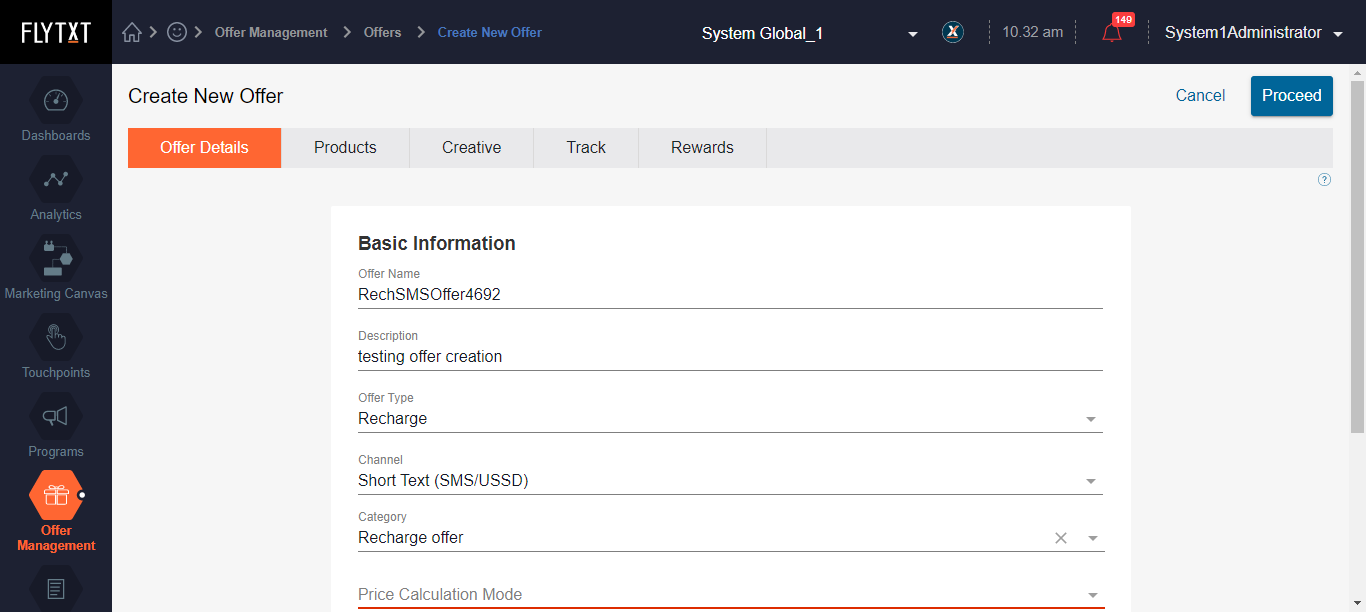 FLYTXT
Offer Management
Offers
Create New Offer
System Global_1
X
10.32 am
149
System1Administrator
Dashboards
Analytics
Marketing Canvas
Touchpoints
Programs
Offer
Management
Create New Offer
Cancel
Proceed
Offer Details
Products
Creative
Track
Rewards
?
Basic Information
Offer Name
RechSMSOffer4692
Description
testing offer creation
Offer Type
Recharge
Channel
Short Text (SMS/USSD)
Category
Recharge offer
Price Calculation Mode